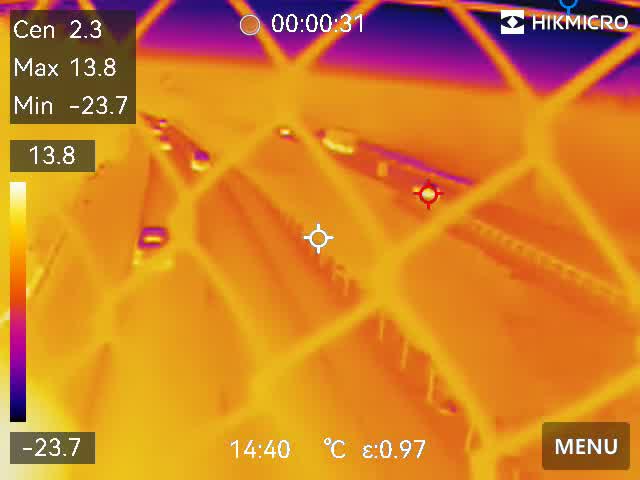 Cen 2.3
Max 13.8
Min -23.7
00:00:31
HIKMICRO
13.8
-23.7
14:40 ℃ ε:0.97
MENU